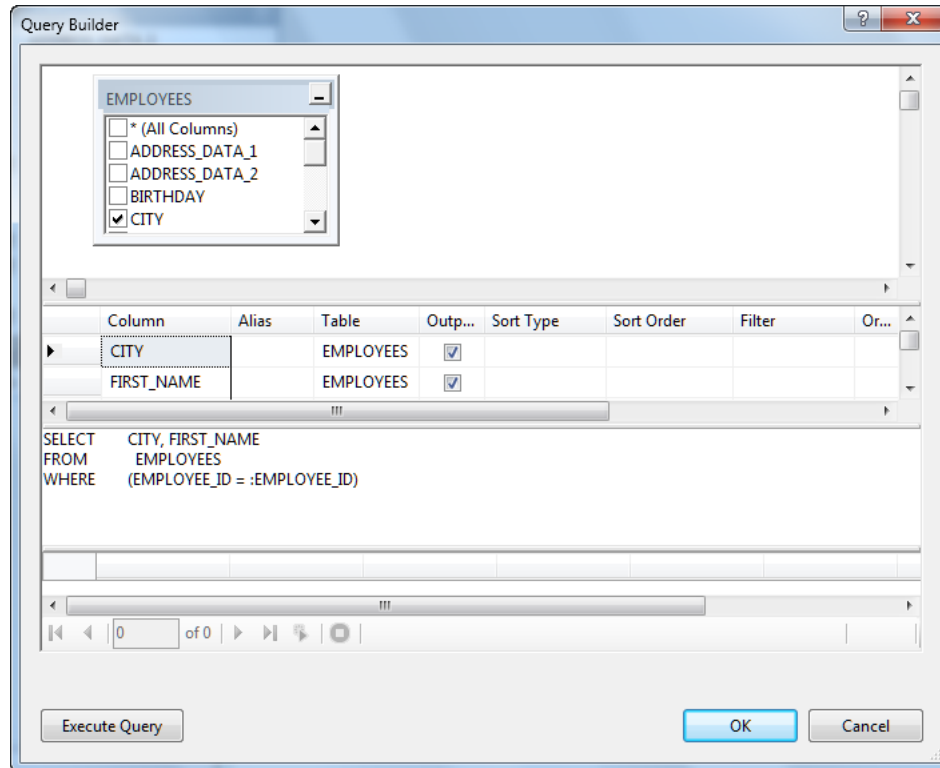 Query Builder
EMPLOYEES
* (All Columns)
ADDRESS_DATA_1
ADDRESS_DATA_2
BIRTHDAY
CITY
Column Alias Table Outp... Sort Type Sort Order Filter Or...
CITY EMPLOYEES
FIRST_NAME EMPLOYEES
SELECT CITY, FIRST_NAME
FROM EMPLOYEES
WHERE (EMPLOYEE_ID = :EMPLOYEE_ID)
0 of 0
Execute Query OK Cancel